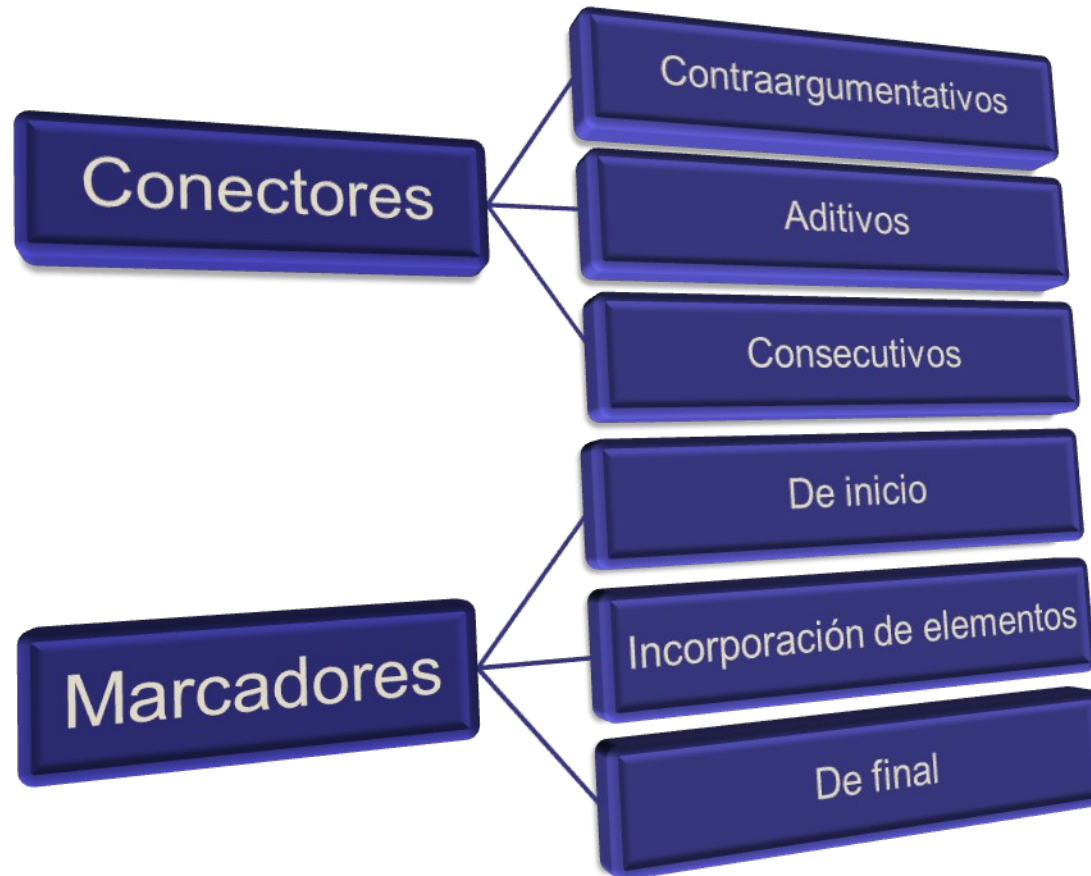 Conectores
Contraargumentativos
Aditivos
Consecutivos
Marcadores
De inicio
Incorporación de elementos
De final